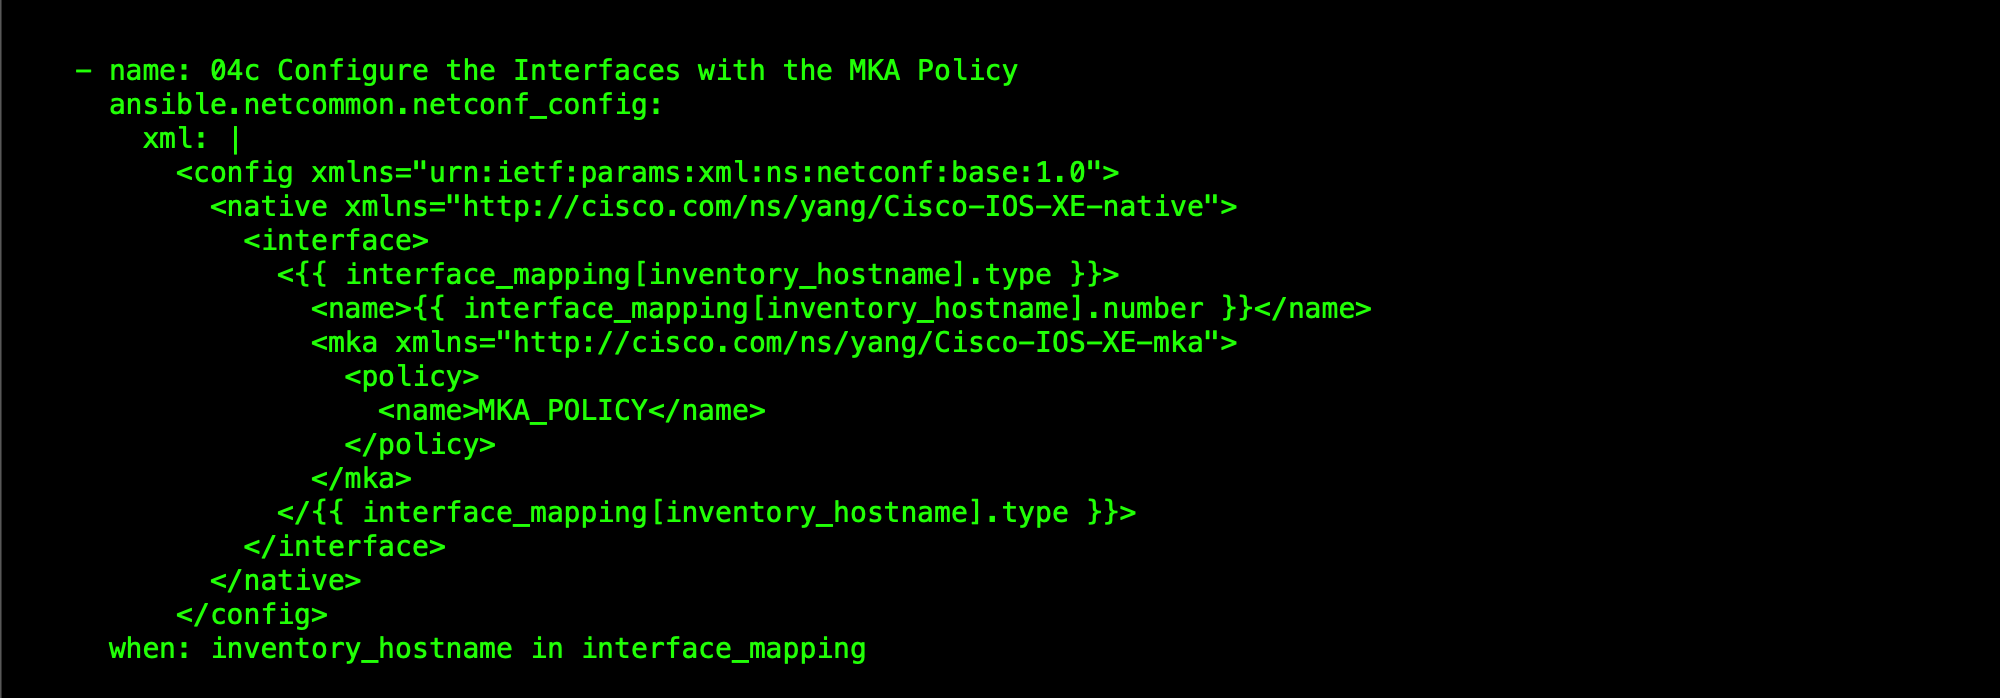 - name: 04c Configure the Interfaces with the MKA Policy
  ansible.netcommon.netconf_config:
    xml: |
      <config xmlns="urn:ietf:params:xml:ns:netconf:base:1.0">
        <native xmlns="http://cisco.com/ns/yang/Cisco-IOS-XE-native">
          <interface>
            <{{ interface_mapping[inventory_hostname].type }}>
              <name>{{ interface_mapping[inventory_hostname].number }}</name>
              <mka xmlns="http://cisco.com/ns/yang/Cisco-IOS-XE-mka">
                <policy>
                  <name>MKA_POLICY</name>
                </policy>
              </mka>
            </{{ interface_mapping[inventory_hostname].type }}>
          </interface>
        </native>
      </config>
  when: inventory_hostname in interface_mapping